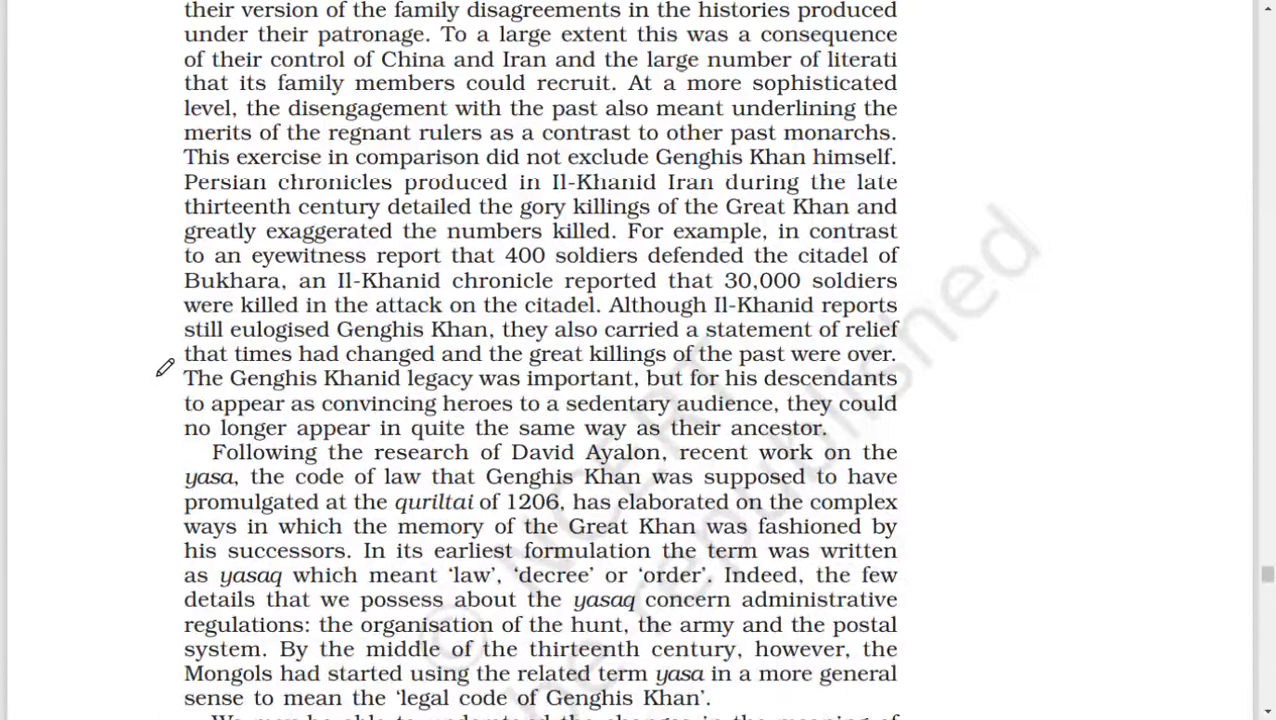 their version of the family disagreements in the histories produced
under their patronage. To a large extent this was a consequence
of their control of China and Iran and the large number of literati
that its family members could recruit. At a more sophisticated
level, the disengagement with the past also meant underlining the
merits of the regnant rulers as a contrast to other past monarchs.
This exercise in comparison did not exclude Genghis Khan himself.
Persian chronicles produced in Il-Khanid Iran during the late
thirteenth century detailed the gory killings of the Great Khan and
greatly exaggerated the numbers killed. For example, in contrast
to an eyewitness report that 400 soldiers defended the citadel of
Bukhara, an Il-Khanid chronicle reported that 30,000 soldiers
were killed in the attack on the citadel. Although Il-Khanid reports
still eulogised Genghis Khan, they also carried a statement of relief
that times had changed and the great killings of the past were over.
The Genghis Khanid legacy was important, but for his descendants
to appear as convincing heroes to a sedentary audience, they could
no longer appear in quite the same way as their ancestor.
Following the research of David Ayalon, recent work on the
yasa, the code of law that Genghis Khan was supposed to have
promulgated at the quriltai of 1206, has elaborated on the complex
ways in which the memory of the Great Khan was fashioned by
his successors. In its earliest formulation the term was written
as yasaq which meant ‘law’, ‘decree’ or ‘order’. Indeed, the few
details that we possess about the yasaq concern administrative
regulations: the organisation of the hunt, the army and the postal
system. By the middle of the thirteenth century, however, the
Mongols had started using the related term yasa in a more general
sense to mean the ‘legal code of Genghis Khan’.
We may be able to understand the changes in the meaning of
© NCERT
be republished